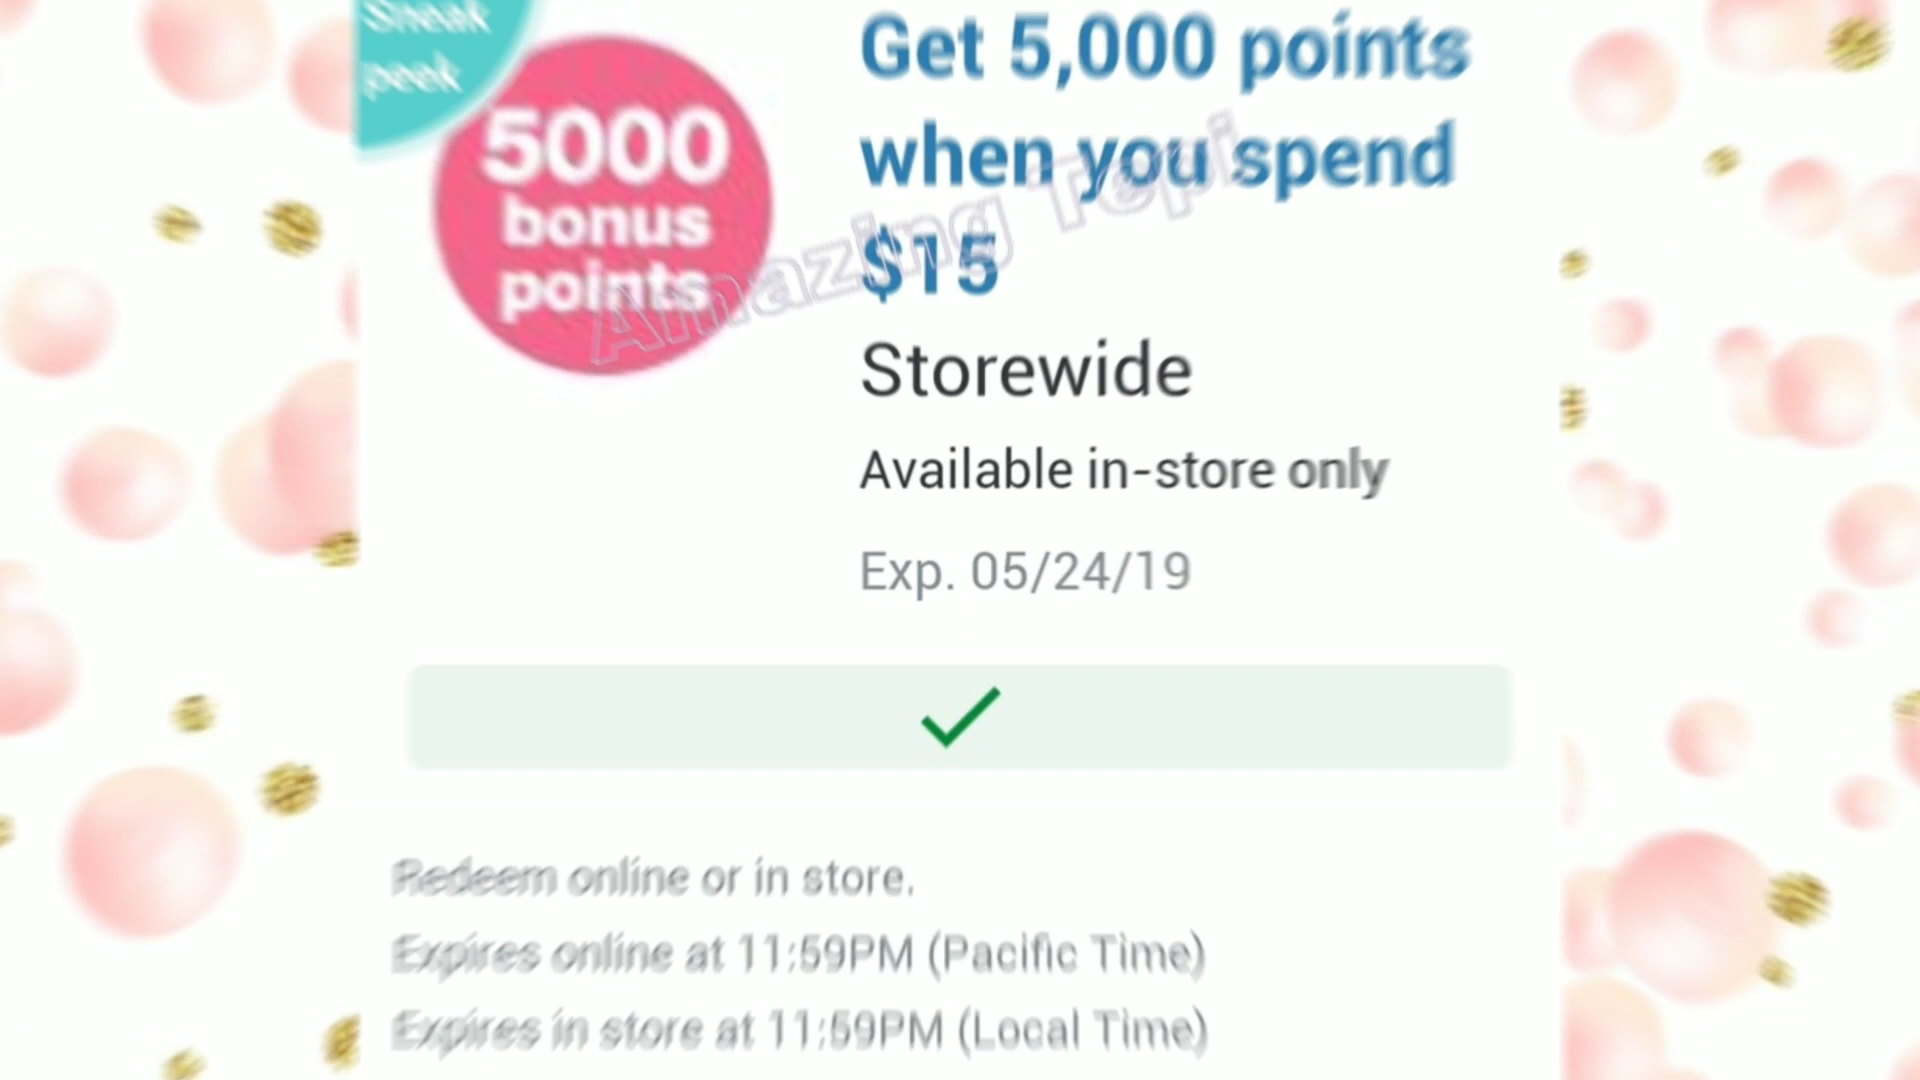 Sneak
peek
5000
bonus
points
Get 5,000 points
when you spend
$15
Storewide
Available in-store only
Exp. 05/24/19
Amazing Tepi
Redeem online or in store.
Expires online at 11:59PM (Pacific Time)
Expires in store at 11:59PM (Local Time)